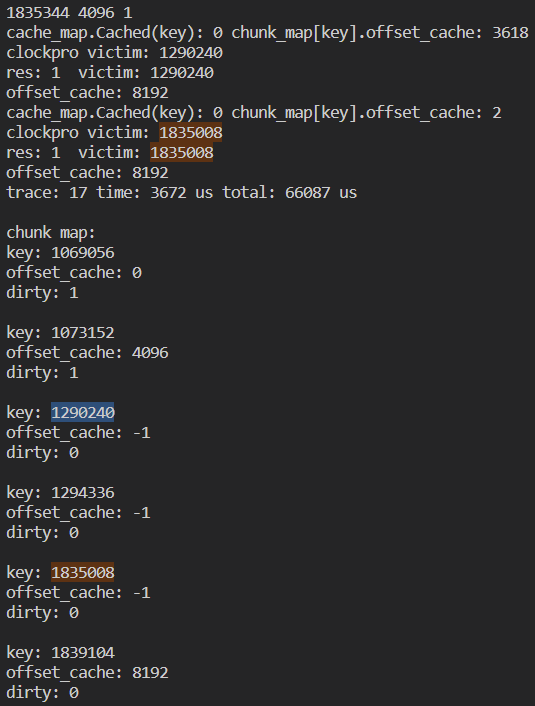 1835344 4096 1
cache_map.Cached(key): 0 chunk_map[key].offset_cache: 3618
clockpro victim: 1290240
res: 1  victim: 1290240
offset_cache: 8192
cache_map.Cached(key): 0 chunk_map[key].offset_cache: 2
clockpro victim: 1835008
res: 1  victim: 1835008
offset_cache: 8192
trace: 17 time: 3672 us total: 66087 us
chunk map:
key: 1069056
offset_cache: 0
dirty: 1
key: 1073152
offset_cache: 4096
dirty: 1
key: 1290240
offset_cache: -1
dirty: 0
key: 1294336
offset_cache: -1
dirty: 0
key: 1835008
offset_cache: -1
dirty: 0
key: 1839104
offset_cache: 8192
dirty: 0